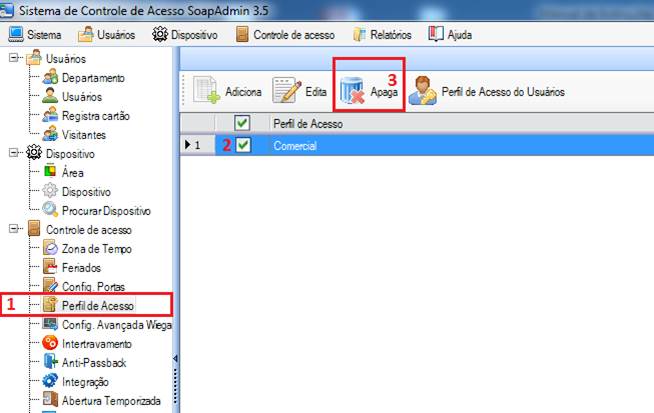 Sistema de Controle de Acesso SoapAdmin 3.5
Sistema Usuários Dispositivo Controle de acesso Relatórios Ajuda
Usuários
Departamento
Usuários
Registra cartão
Visitantes
Dispositivo
Área
Dispositivo
Procurar Dispositivo
Controle de acesso
Zona de Tempo
Feriados
Config. Portas
1 Perfil de Acesso
Config. Avançada Wiega
Intertravamento
Anti-Passback
Integração
Abertura Temporizada
Adiciona Edita Apaga 3 Perfil de Acesso do Usuários
Perfil de Acesso
1 2 Comercial